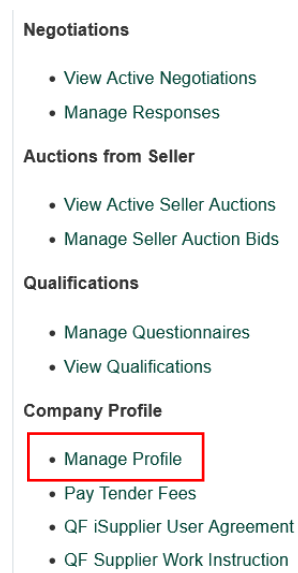 Negotiations
• View Active Negotiations
• Manage Responses
Auctions from Seller
• View Active Seller Auctions
• Manage Seller Auction Bids
Qualifications
• Manage Questionnaires
• View Qualifications
Company Profile
• Manage Profile
• Pay Tender Fees
• QF iSupplier User Agreement
• QF Supplier Work Instruction